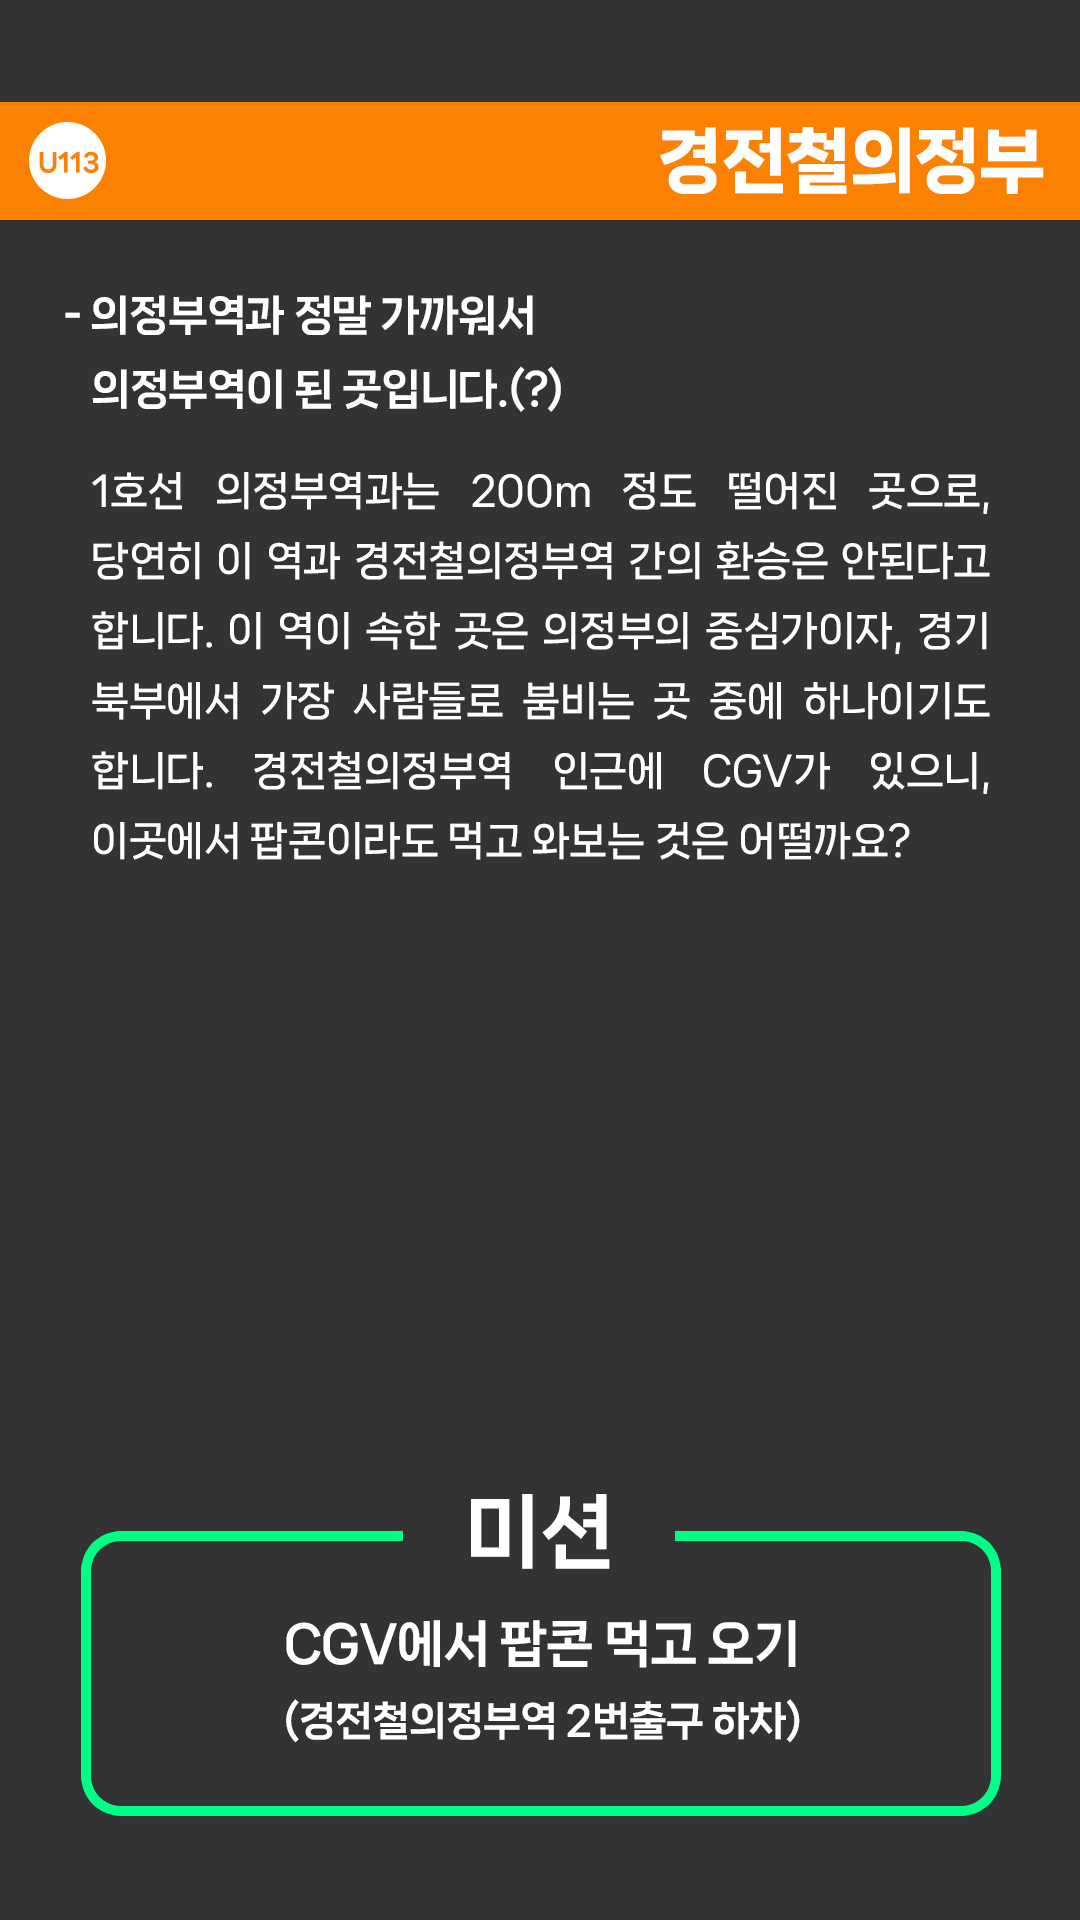 U113
경전철의정부
- 의정부역과 정말 가까워서
의정부역이 된 곳입니다.(?)
1호선 의정부역과는 200m 정도 떨어진 곳으로,
당연히 이 역과 경전철의정부역 간의 환승은 안된다고
합니다. 이 역이 속한 곳은 의정부의 중심가이자, 경기
북부에서 가장 사람들로 붐비는 곳 중에 하나이기도
합니다. 경전철의정부역 인근에 CGV가 있으니,
이곳에서 팝콘이라도 먹고 와보는 것은 어떨까요?
미션
CGV에서 팝콘 먹고 오기
(경전철의정부역 2번출구 하차)